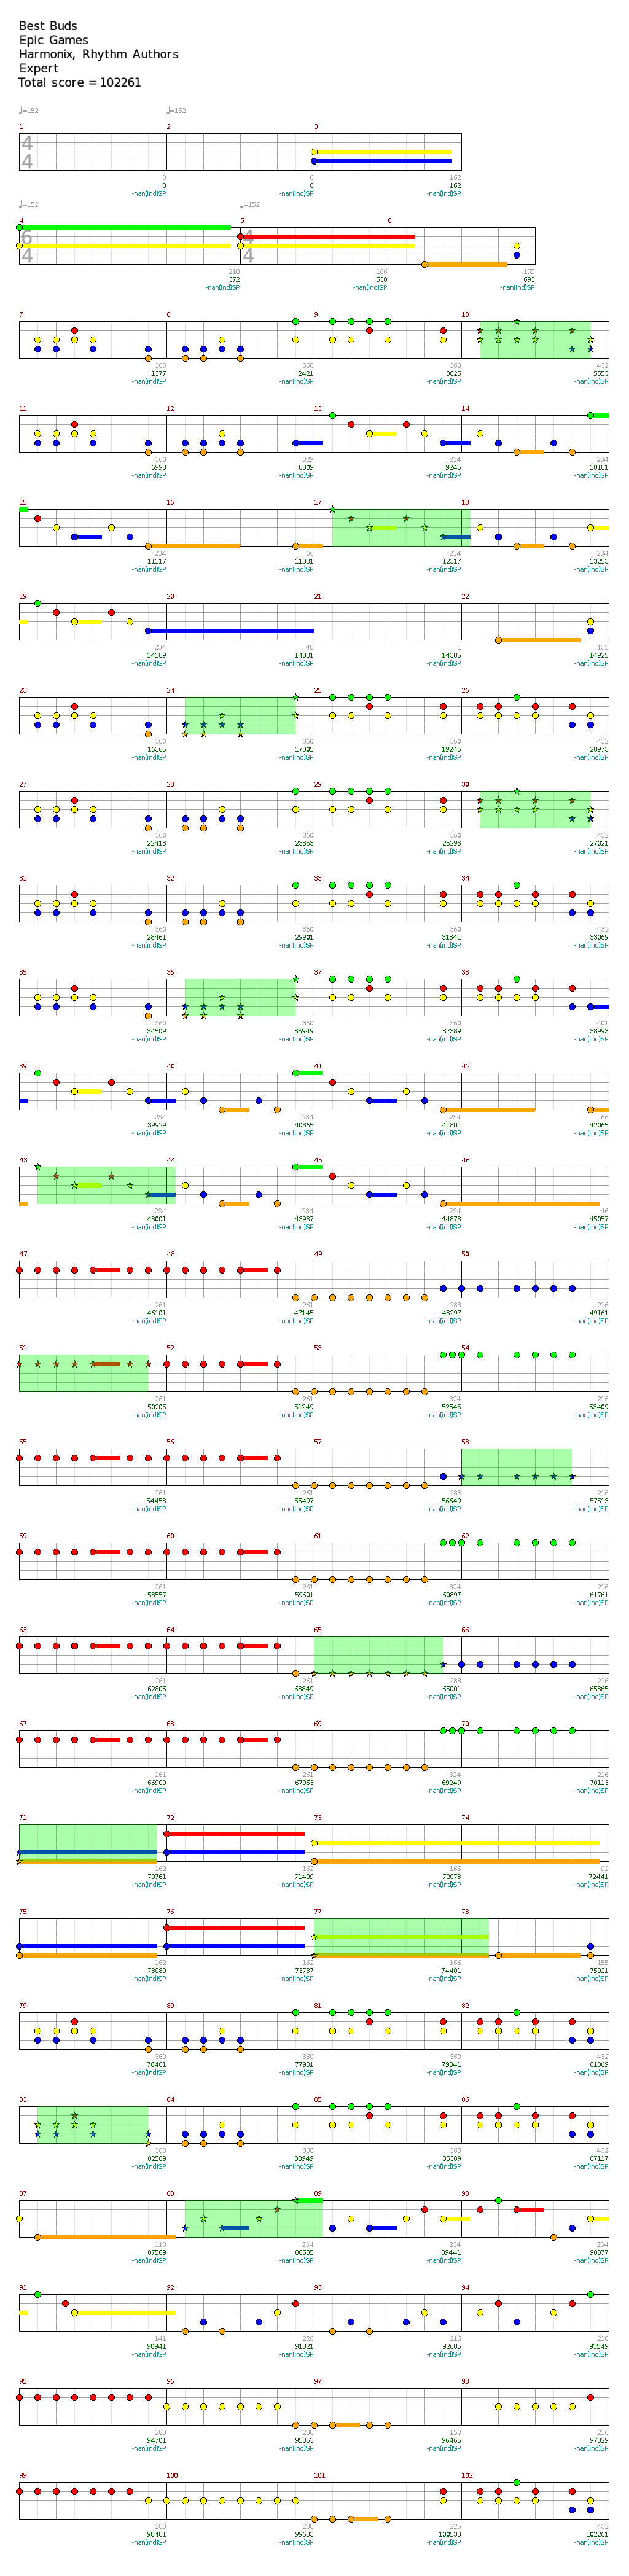 Best Buds
Epic Games
Harmonix, Rhythm Authors
Expert
Total score = 102261
♩=152 ♩=152
1 2 3
4
4
0 0 162
0 0 162
-nan(ind)SP -nan(ind)SP -nan(ind)SP
♩=152 ♩=152
4 5 6
6 4
4 4
210 166 155
372 538 693
-nan(ind)SP -nan(ind)SP -nan(ind)SP
7 8 9 10
360 360 360 432
1377 2421 3825 5553
-nan(ind)SP -nan(ind)SP -nan(ind)SP -nan(ind)SP
11 12 13 14
360 329 234 234
6993 8309 9245 10181
-nan(ind)SP -nan(ind)SP -nan(ind)SP -nan(ind)SP
15 16 17 18
234 66 234 234
11117 11381 12317 13253
-nan(ind)SP -nan(ind)SP -nan(ind)SP -nan(ind)SP
19 20 21 22
234 48 1 135
14189 14381 14385 14925
-nan(ind)SP -nan(ind)SP -nan(ind)SP -nan(ind)SP
23 24 25 26
360 360 360 432
16365 17805 19245 20973
-nan(ind)SP -nan(ind)SP -nan(ind)SP -nan(ind)SP
27 28 29 30
360 360 360 432
22413 23853 25293 27021
-nan(ind)SP -nan(ind)SP -nan(ind)SP -nan(ind)SP
31 32 33 34
360 360 360 432
28461 29901 31341 33069
-nan(ind)SP -nan(ind)SP -nan(ind)SP -nan(ind)SP
35 36 37 38
360 360 360 401
34509 35949 37389 38993
-nan(ind)SP -nan(ind)SP -nan(ind)SP -nan(ind)SP
39 40 41 42
234 234 234 66
39929 40865 41801 42065
-nan(ind)SP -nan(ind)SP -nan(ind)SP -nan(ind)SP
43 44 45 46
234 234 234 46
43001 43937 44873 45057
-nan(ind)SP -nan(ind)SP -nan(ind)SP -nan(ind)SP
47 48 49 50
261 261 288 216
46101 47145 48297 49161
-nan(ind)SP -nan(ind)SP -nan(ind)SP -nan(ind)SP
51 52 53 54
261 261 324 216
50205 51249 52545 53409
-nan(ind)SP -nan(ind)SP -nan(ind)SP -nan(ind)SP
55 56 57 58
261 261 288 216
54453 55497 56649 57513
-nan(ind)SP -nan(ind)SP -nan(ind)SP -nan(ind)SP
59 60 61 62
261 261 324 216
58557 59601 60897 61761
-nan(ind)SP -nan(ind)SP -nan(ind)SP -nan(ind)SP
63 64 65 66
261 261 288 216
62805 63849 65001 65865
-nan(ind)SP -nan(ind)SP -nan(ind)SP -nan(ind)SP
67 68 69 70
261 261 324 216
66909 67953 69249 70113
-nan(ind)SP -nan(ind)SP -nan(ind)SP -nan(ind)SP
71 72 73 74
162 162 166 92
70761 71409 72073 72441
-nan(ind)SP -nan(ind)SP -nan(ind)SP -nan(ind)SP
75 76 77 78
162 162 166 155
73089 73737 74401 75021
-nan(ind)SP -nan(ind)SP -nan(ind)SP -nan(ind)SP
79 80 81 82
360 360 360 432
76461 77901 79341 81069
-nan(ind)SP -nan(ind)SP -nan(ind)SP -nan(ind)SP
83 84 85 86
360 360 360 432
82509 83949 85389 87117
-nan(ind)SP -nan(ind)SP -nan(ind)SP -nan(ind)SP
87 88 89 90
113 234 234 234
87569 88505 89441 90377
-nan(ind)SP -nan(ind)SP -nan(ind)SP -nan(ind)SP
91 92 93 94
141 220 216 216
90941 91821 92685 93549
-nan(ind)SP -nan(ind)SP -nan(ind)SP -nan(ind)SP
95 96 97 98
288 288 153 216
94701 95853 96465 97329
-nan(ind)SP -nan(ind)SP -nan(ind)SP -nan(ind)SP
99 100 101 102
288 288 225 432
98481 99633 100533 102261
-nan(ind)SP -nan(ind)SP -nan(ind)SP -nan(ind)SP